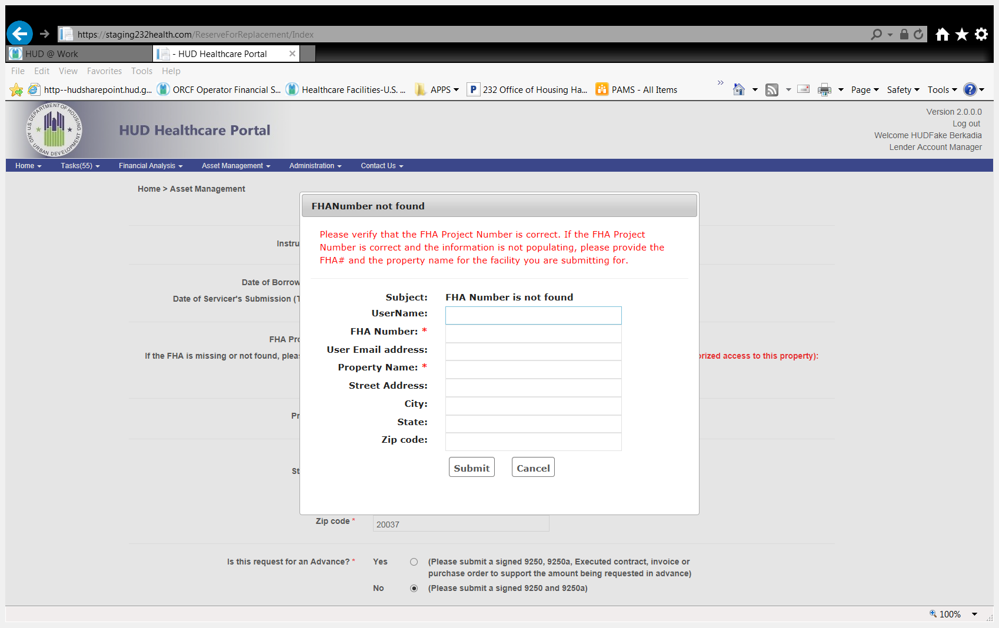 https://staging232health.com/ReserveForReplacement/Index
HUD @ Work
- HUD Healthcare Portal
File Edit View Favorites Tools Help
http--hudsharepoint.hud.g... ORCF Operator Financial S... Healthcare Facilities-U.S. ... APPS P 232 Office of Housing Ha... PAMS - All Items » Page Safety Tools ?
U.S. DEPARTMENT OF HOUSING AND URBAN DEVELOPMENT
HUD Healthcare Portal
Version 2.0.0.0
Log out
Welcome HUDFake Berkadia
Lender Account Manager
Home Tasks(55) Financial Analysis Asset Management Administration Contact Us
Home > Asset Management
FHANumber not found
Please verify that the FHA Project Number is correct. If the FHA Project
Number is correct and the information is not populating, please provide the
FHA# and the property name for the facility you are submitting for.
Instru
Date of Borrow
Date of Servicer's Submission (T
FHA Pro
If the FHA is missing or not found, plea
rized access to this property):
Pr
St
Subject: FHA Number is not found
UserName:
FHA Number: *
User Email address:
Property Name: *
Street Address:
City:
State:
Zip code:
Submit Cancel
Zip code * 20037
Is this request for an Advance? * Yes (Please submit a signed 9250, 9250a, Executed contract, invoice or
purchase order to support the amount being requested in advance)
No (Please submit a signed 9250 and 9250a)
100%